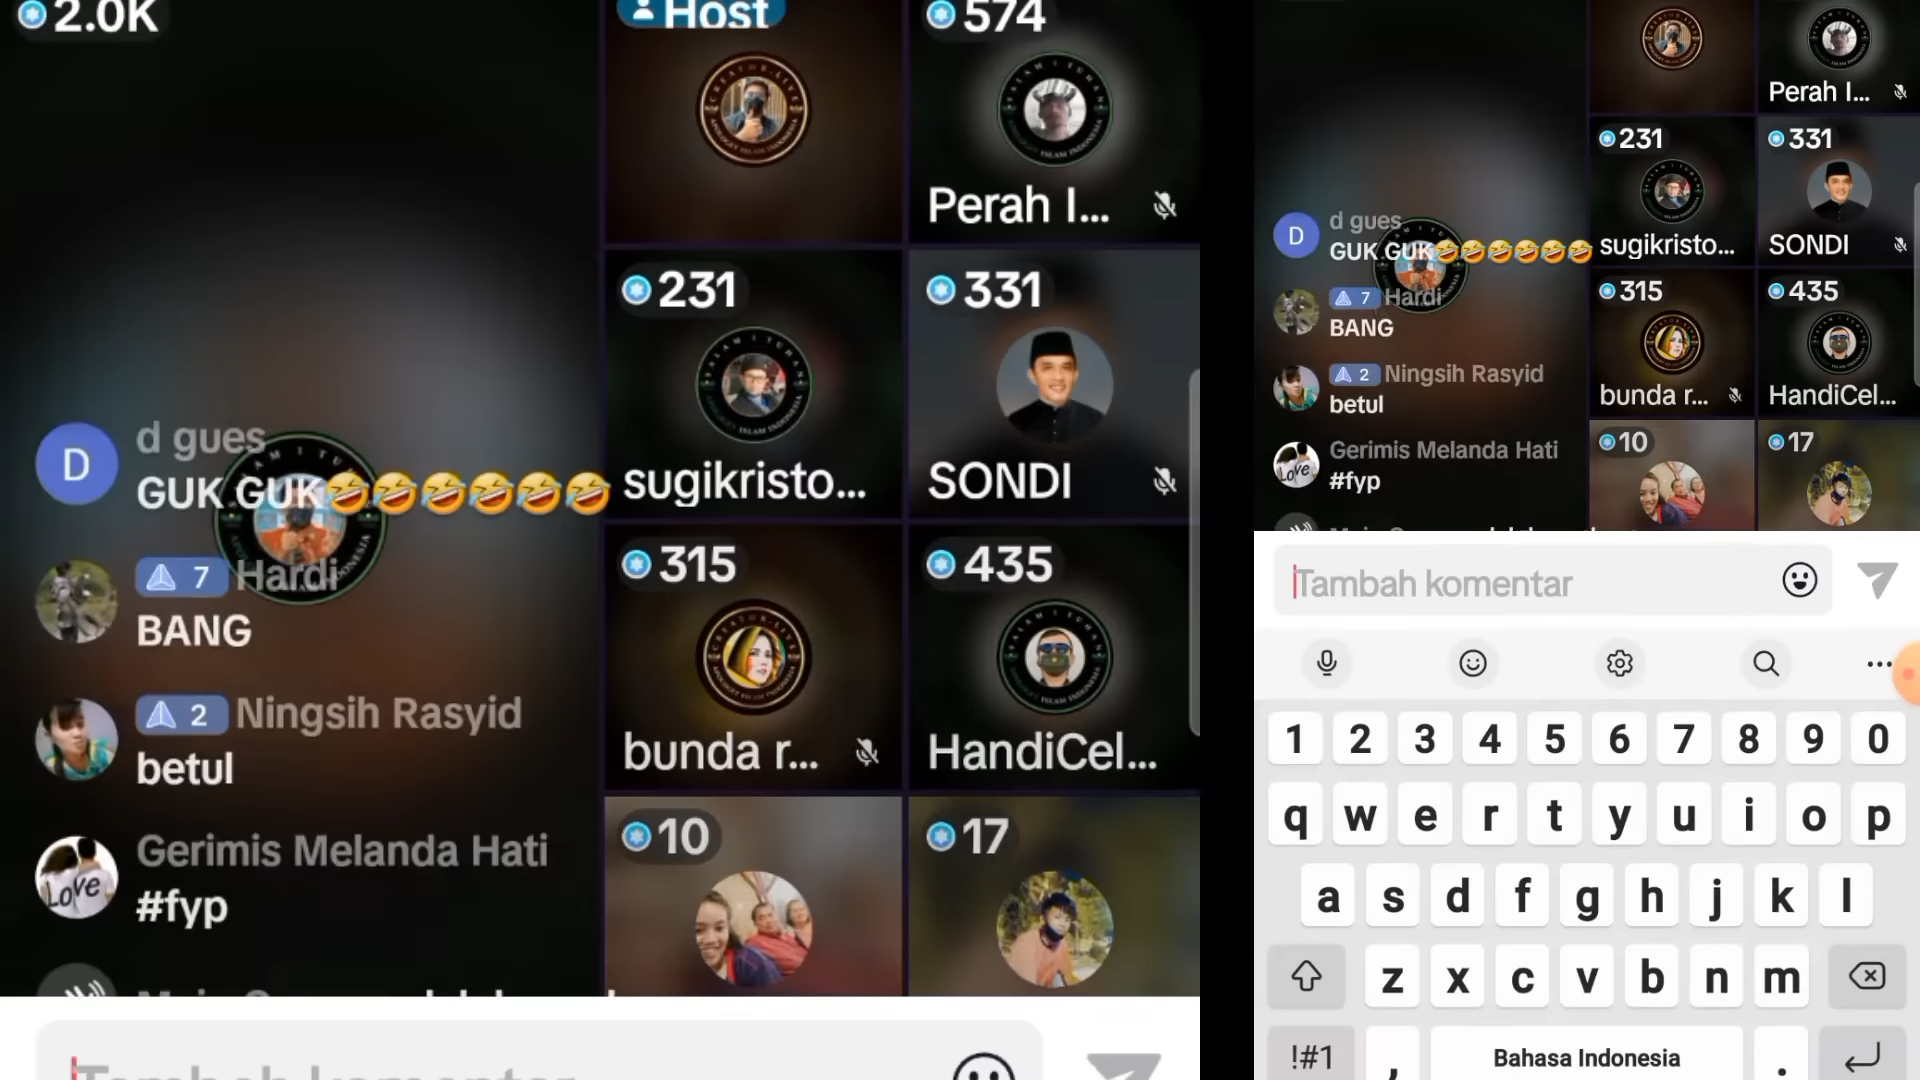 2.0K
Host
574
Perah I...
231
331
sugikristo...
SONDI
315
435
bunda r...
HandiCel...
10
17
d gues
GUK GUK🤣🤣🤣🤣🤣🤣
7 Hardi
BANG
2 Ningsih Rasyid
betul
Gerimis Melanda Hati
#fyp
Tambah komentar
Perah I...
231
331
sugikristo...
SONDI
315
435
bunda r...
HandiCel...
10
17
d gues
GUK GUK🤣🤣🤣🤣🤣🤣
7 Hardi
BANG
2 Ningsih Rasyid
betul
Gerimis Melanda Hati
#fyp
Tambah komentar
1 2 3 4 5 6 7 8 9 0
q w e r t y u i o p
a s d f g h j k l
z x c v b n m
!#1 , Bahasa Indonesia .